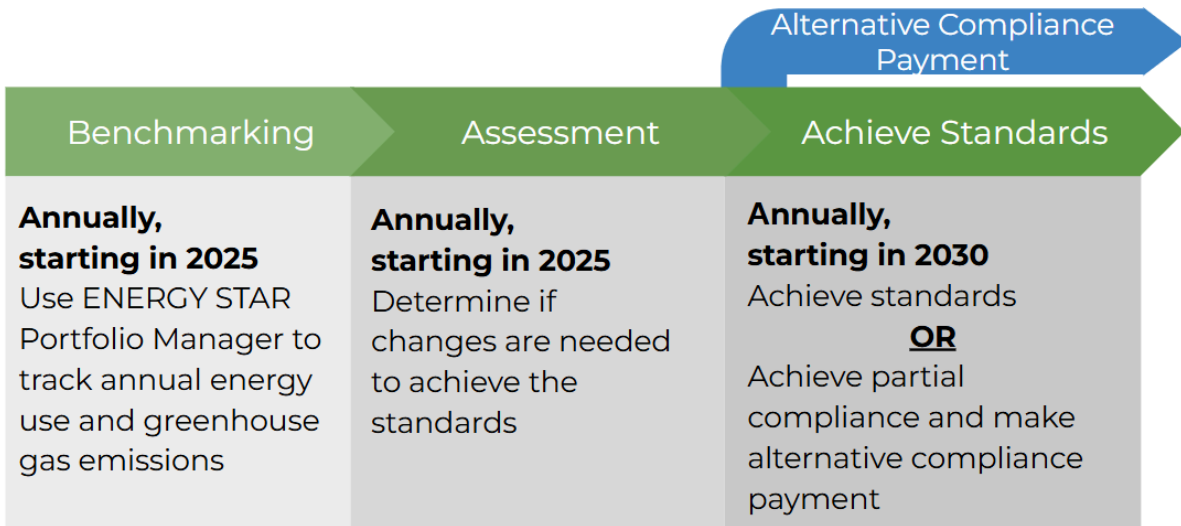 Alternative Compliance
Payment
Benchmarking
Assessment
Achieve Standards
Annually,
starting in 2025
Use ENERGY STAR
Portfolio Manager to
track annual energy
use and greenhouse
gas emissions
Annually,
starting in 2025
Determine if
changes are needed
to achieve the
standards
Annually,
starting in 2030
Achieve standards
OR
Achieve partial
compliance and make
alternative compliance
payment